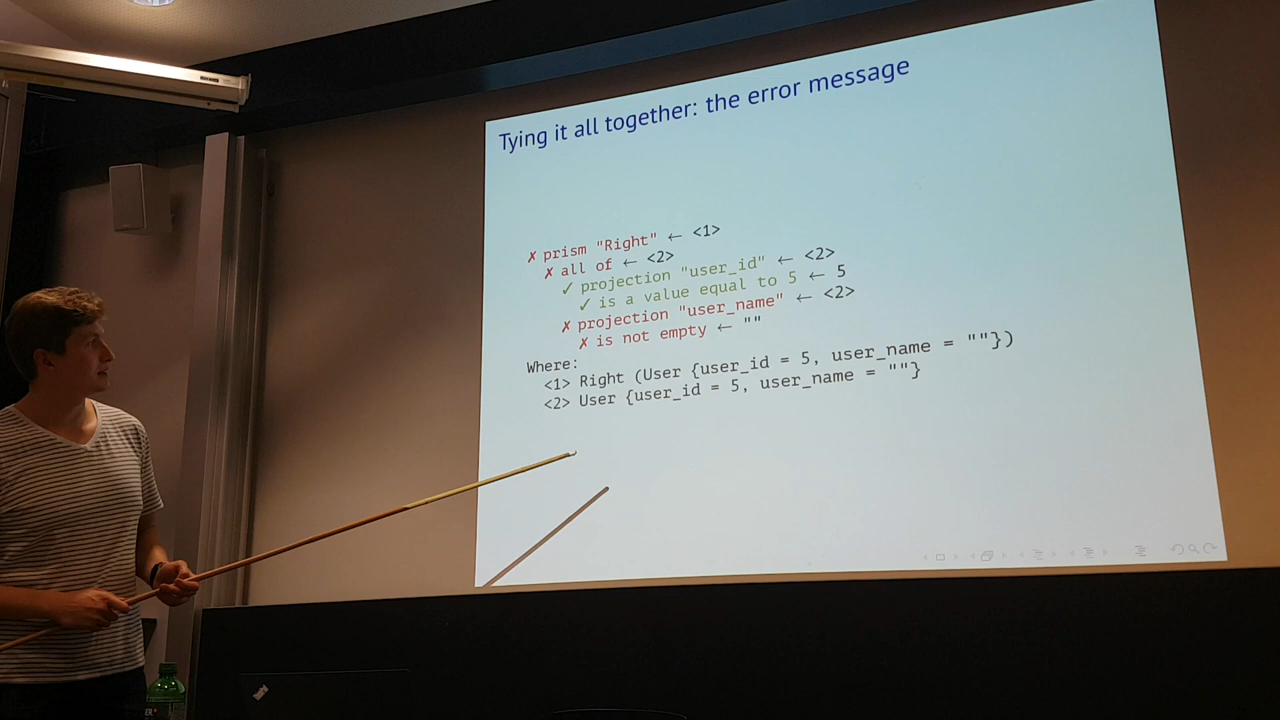 Tying it all together: the error message
✗ prism "Right" ← <1>
✗ all of ← <2>
✓ projection "user_id" ← <2>
✓ is a value equal to 5 ← 5
✗ projection "user_name" ← <2>
✗ is not empty ← ""
Where:
<1> Right (User {user_id = 5, user_name = ""})
<2> User {user_id = 5, user_name = ""}